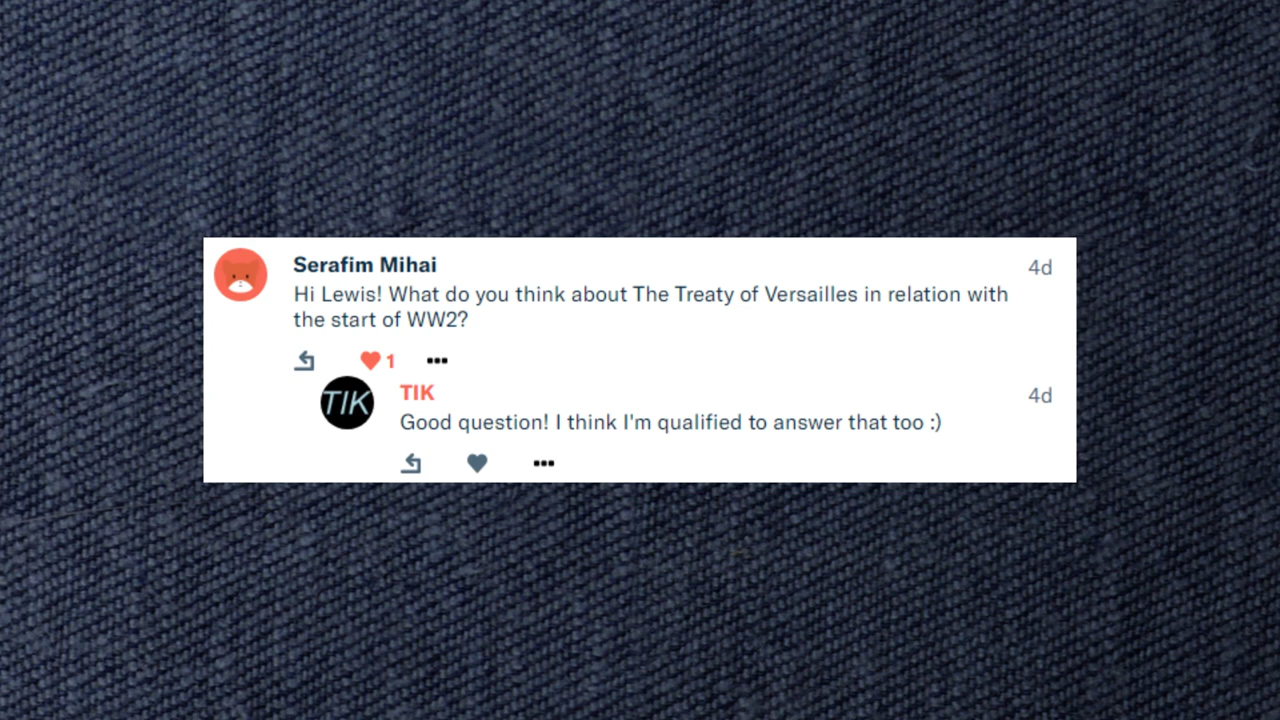 Serafim Mihai
4d
Hi Lewis! What do you think about The Treaty of Versailles in relation with
the start of WW2?
1
TIK
TIK
4d
Good question! I think I'm qualified to answer that too :)